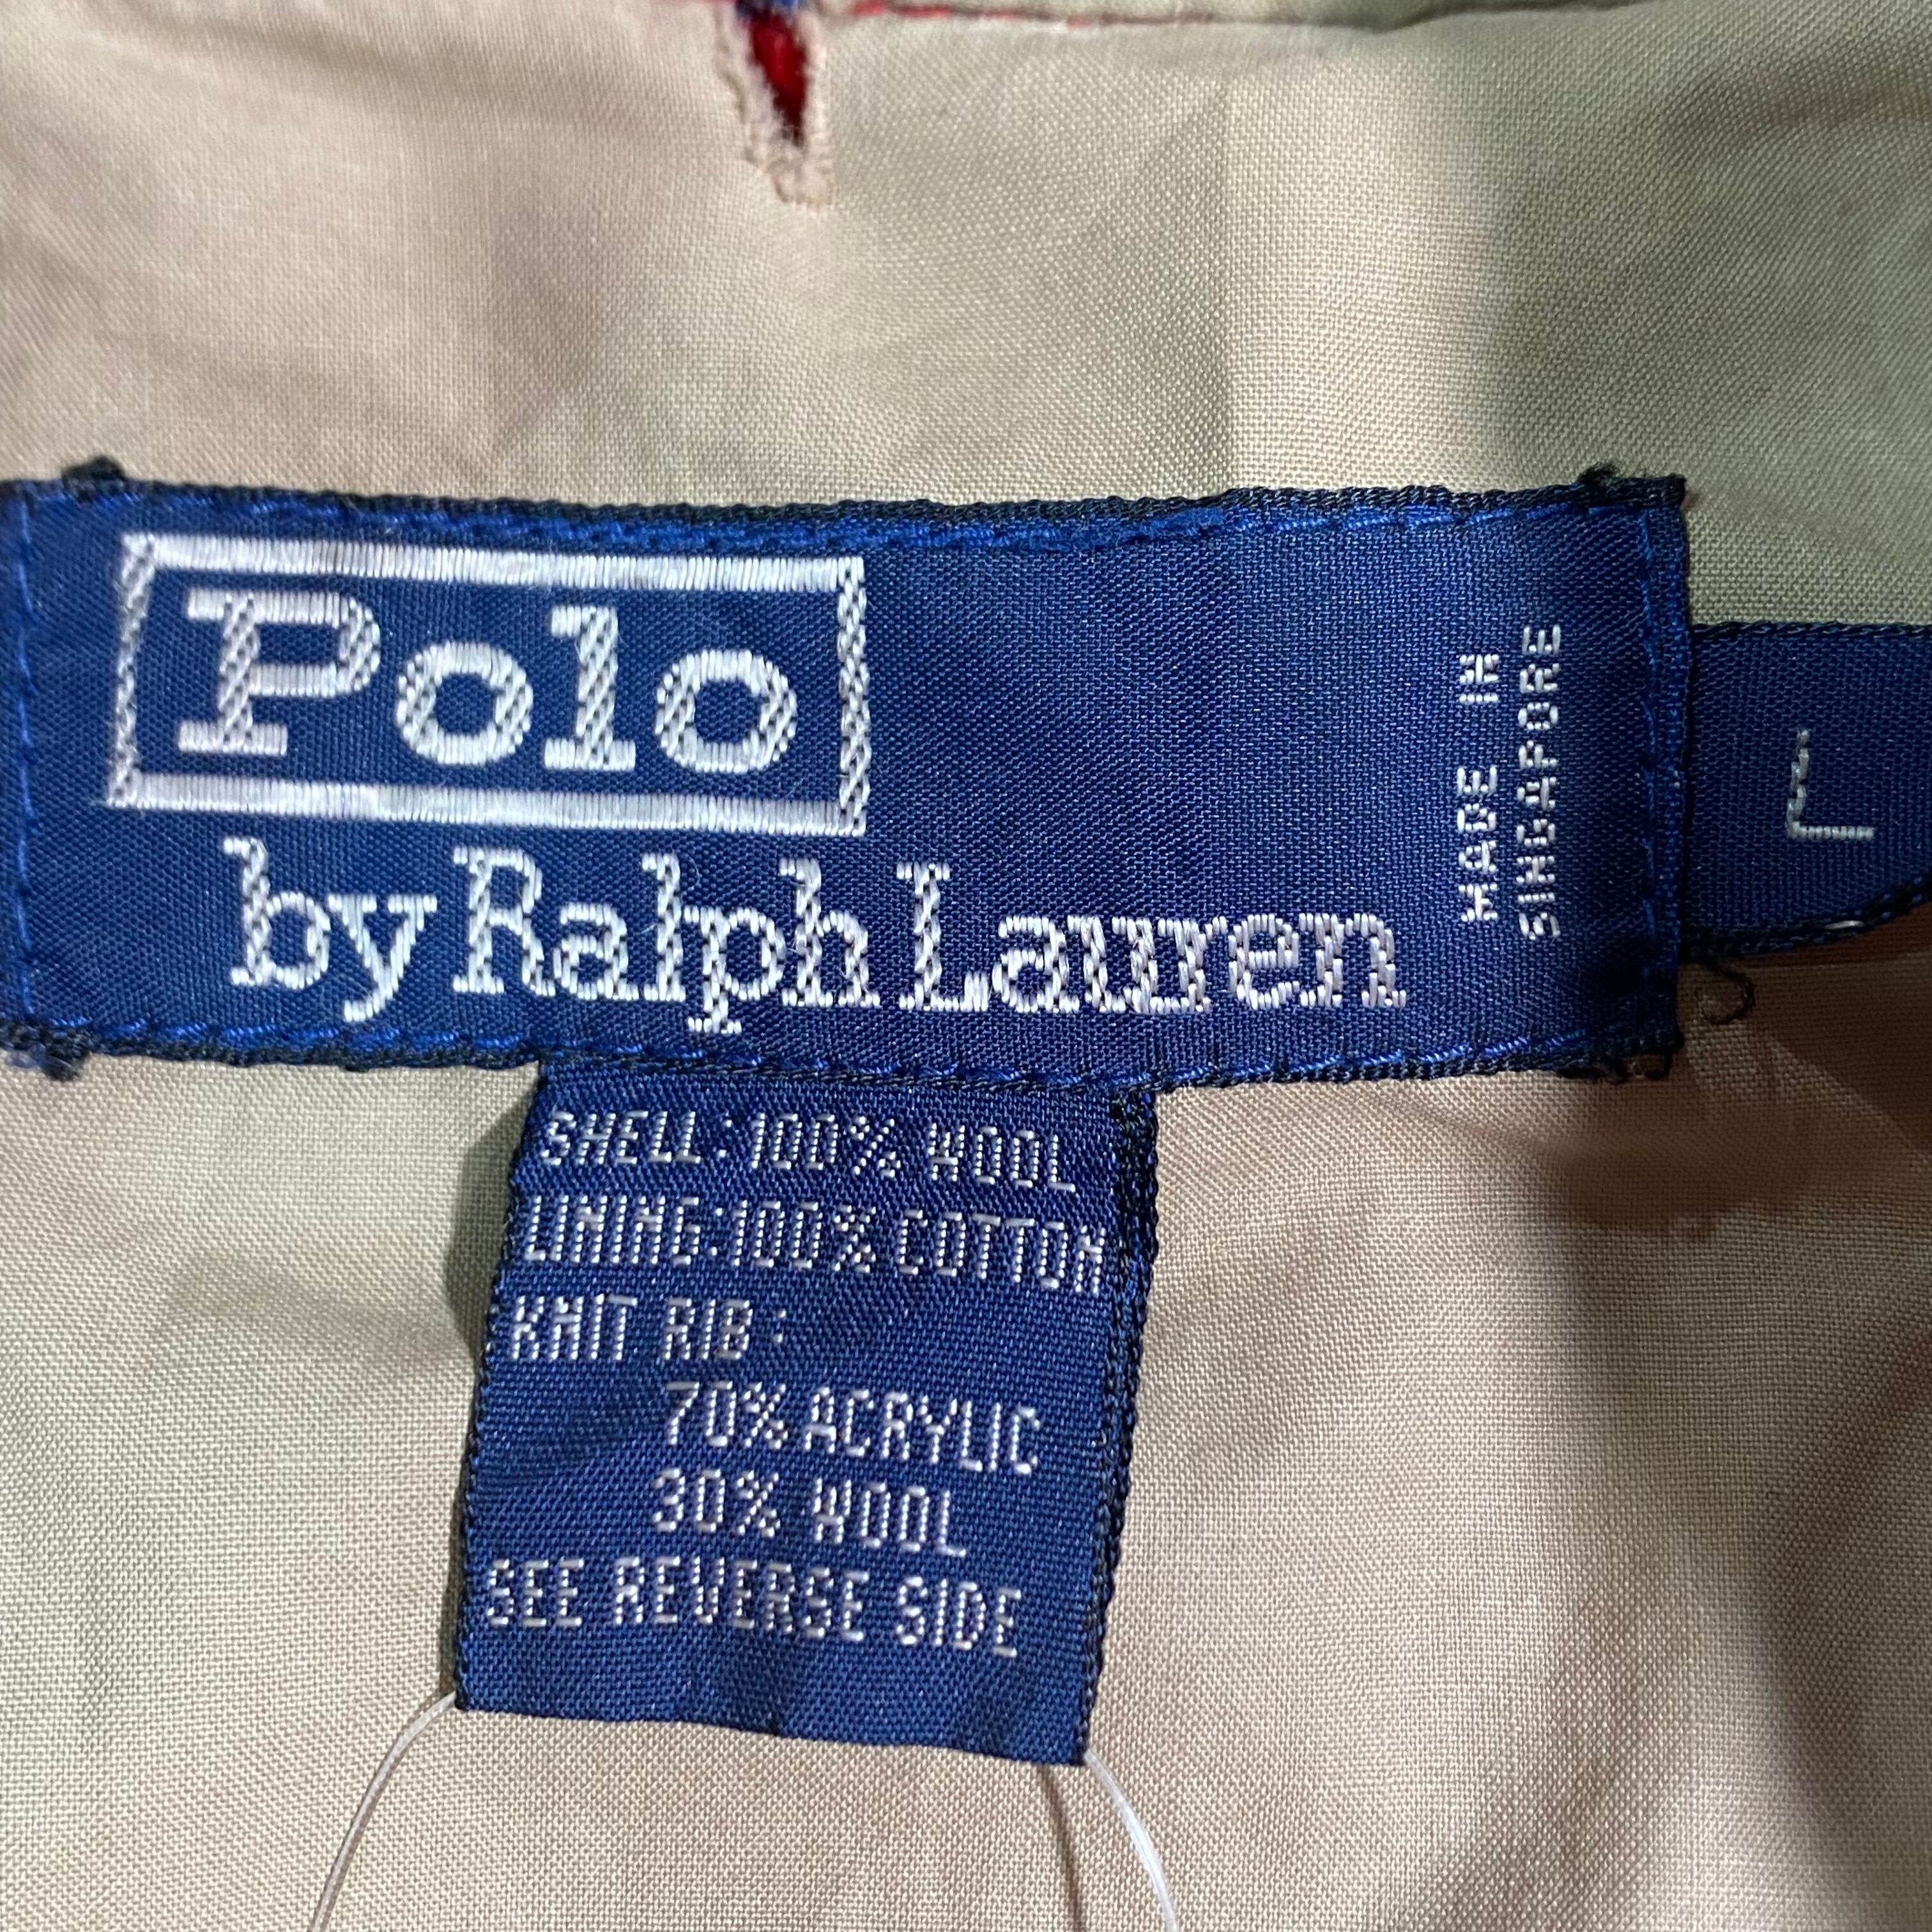 Polo
by Ralph Lauren
MADE IN
SINGAPORE
L
SHELL: 100% WOOL
LINING: 100% COTTON
KNIT RIB:
70% ACRYLIC
30% WOOL
SEE REVERSE SIDE